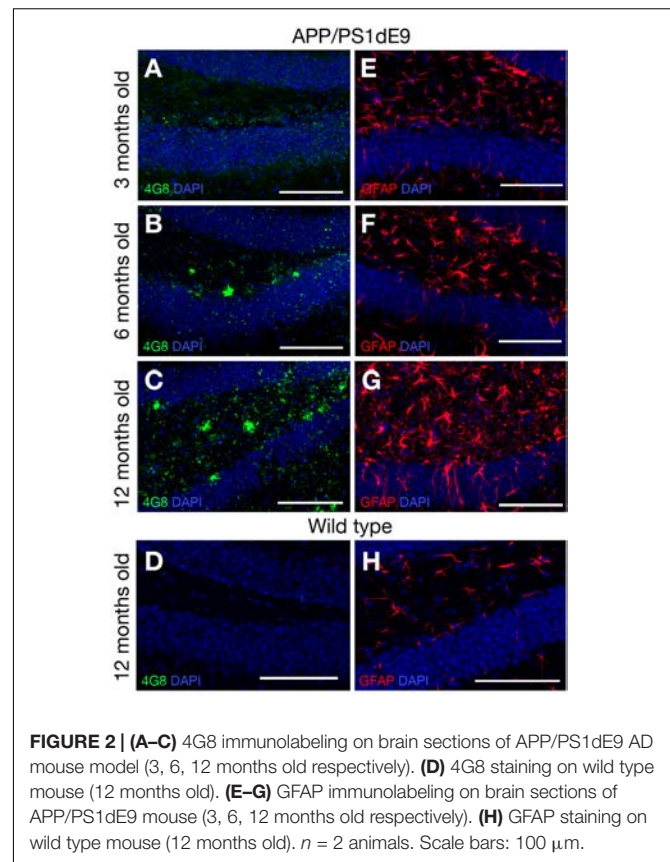 APP/PS1dE9
A
E
3 months old
4G8 DAPI
GFAP DAPI
B
F
6 months old
4G8 DAPI
GFAP DAPI
C
G
12 months old
4G8 DAPI
GFAP DAPI
Wild type
D
H
12 months old
4G8 DAPI
GFAP DAPI
FIGURE 2 | (A–C) 4G8 immunolabeling on brain sections of APP/PS1dE9 AD
mouse model (3, 6, 12 months old respectively). (D) 4G8 staining on wild type
mouse (12 months old). (E–G) GFAP immunolabeling on brain sections of
APP/PS1dE9 mouse (3, 6, 12 months old respectively). (H) GFAP staining on
wild type mouse (12 months old). n = 2 animals. Scale bars: 100 μm.